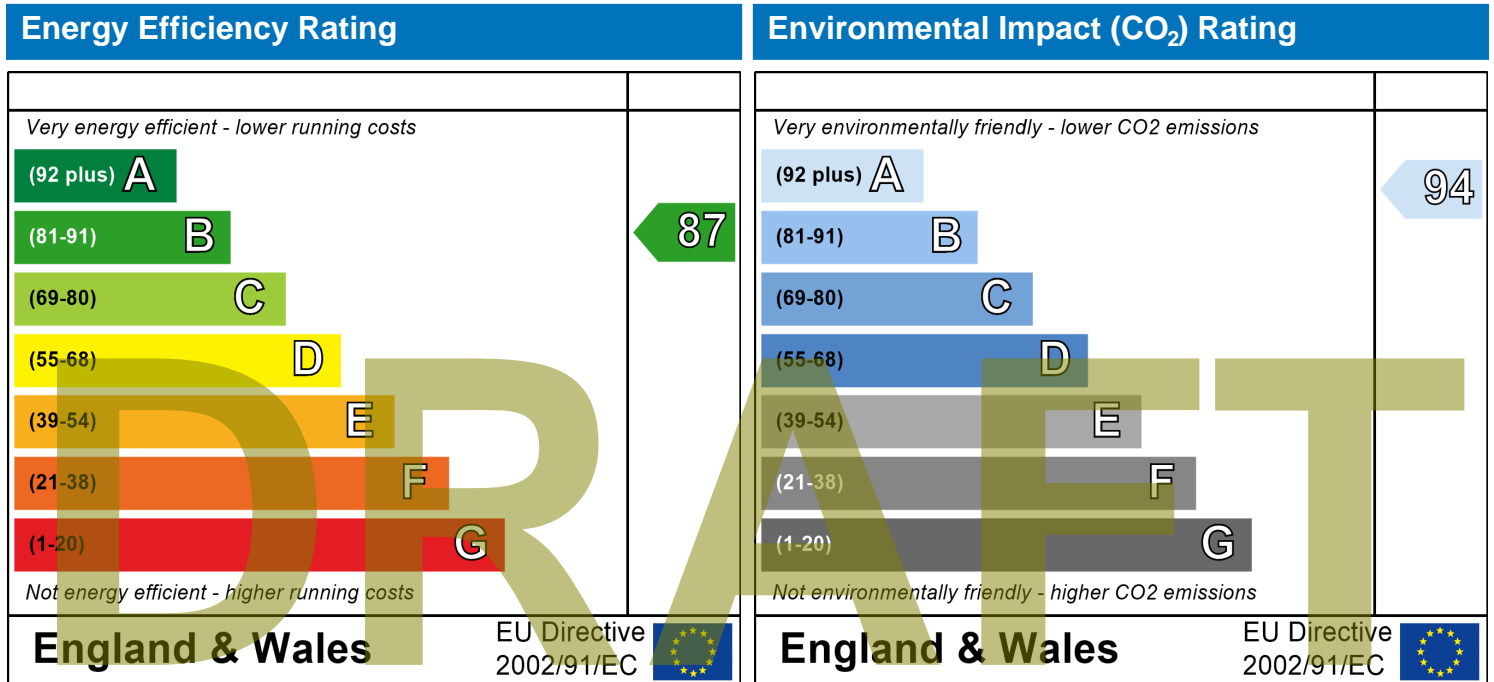 Energy Efficiency Rating
Very energy efficient - lower running costs
(92 plus) A
(81-91) B
(69-80) C
(55-68) D
(39-54) E
(21-38) F
(1-20) G
87
Not energy efficient - higher running costs
England & Wales
EU Directive
2002/91/EC
Environmental Impact (CO₂) Rating
Very environmentally friendly - lower CO2 emissions
(92 plus) A
(81-91) B
(69-80) C
(55-68) D
(39-54) E
(21-38) F
(1-20) G
94
Not environmentally friendly - higher CO2 emissions
England & Wales
EU Directive
2002/91/EC
DRAFT